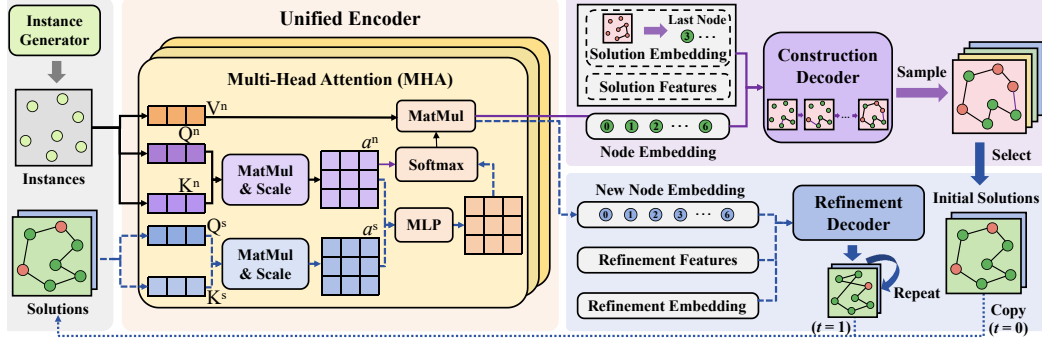 Instance
Generator
Instances
Solutions
Unified Encoder
Multi-Head Attention (MHA)
Vⁿ
Qⁿ
Kⁿ
Qˢ
Kˢ
MatMul
& Scale
MatMul
& Scale
aⁿ
aˢ
MatMul
Softmax
MLP
Last Node
3 ...
Solution Embedding
Solution Features
0 1 2 ... 6
Node Embedding
Construction
Decoder
...
Sample
Select
Initial Solutions
New Node Embedding
0 1 2 3 ... 6
Refinement Features
Refinement Embedding
Refinement
Decoder
Repeat
(t = 1)
Copy
(t = 0)